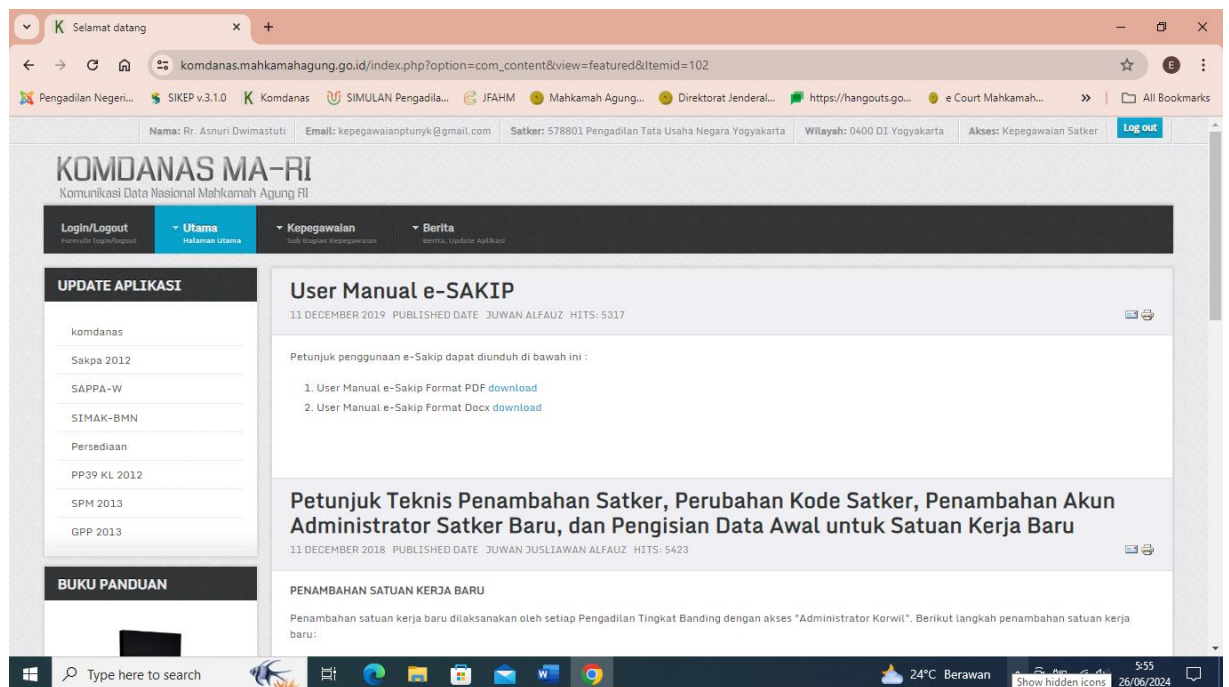 Selamat datang
komdanas.mahkamahagung.go.id/index.php?option=com_content&view=featured&Itemid=102
E
Pengadilan Negeri... SIKEP v.3.1.0 Komdanas SIMULAN Pengadila... JFAHM Mahkamah Agung... Direktorat Jenderal... https://hangouts.go... e Court Mahkamah... » All Bookmarks
Nama: Rr. Asnuri Dwimastuti Email: kepegawaianptunyk@gmail.com Satker: 578801 Pengadilan Tata Usaha Negara Yogyakarta Wilayah: 0400 DI Yogyakarta Akses: Kepegawaian Satker Log out
KOMDANAS MA-RI
Komunikasi Data Nasional Mahkamah Agung RI
Login/Logout Utama Kepegawaian Berita
Formulir login/logout Halaman Utama Sub Bagian Kepegawaian Berita, Update Aplikasi
UPDATE APLIKASI
komdanas
Sakpa 2012
SAPPA-W
SIMAK-BMN
Persediaan
PP39 KL 2012
SPM 2013
GPP 2013
BUKU PANDUAN
User Manual e-SAKIP
11 DECEMBER 2019 PUBLISHED DATE JUWAN ALFAUZ HITS: 5317
Petunjuk penggunaan e-Sakip dapat diunduh di bawah ini :
1. User Manual e-Sakip Format PDF download
2. User Manual e-Sakip Format Docx download
Petunjuk Teknis Penambahan Satker, Perubahan Kode Satker, Penambahan Akun
Administrator Satker Baru, dan Pengisian Data Awal untuk Satuan Kerja Baru
11 DECEMBER 2018 PUBLISHED DATE JUWAN JUSLIAWAN ALFAUZ HITS: 5423
PENAMBAHAN SATUAN KERJA BARU
Penambahan satuan kerja baru dilaksanakan oleh setiap Pengadilan Tingkat Banding dengan akses "Administrator Korwil". Berikut langkah penambahan satuan kerja
baru:
Type here to search
24°C Berawan
Show hidden icons
5:55
26/06/2024